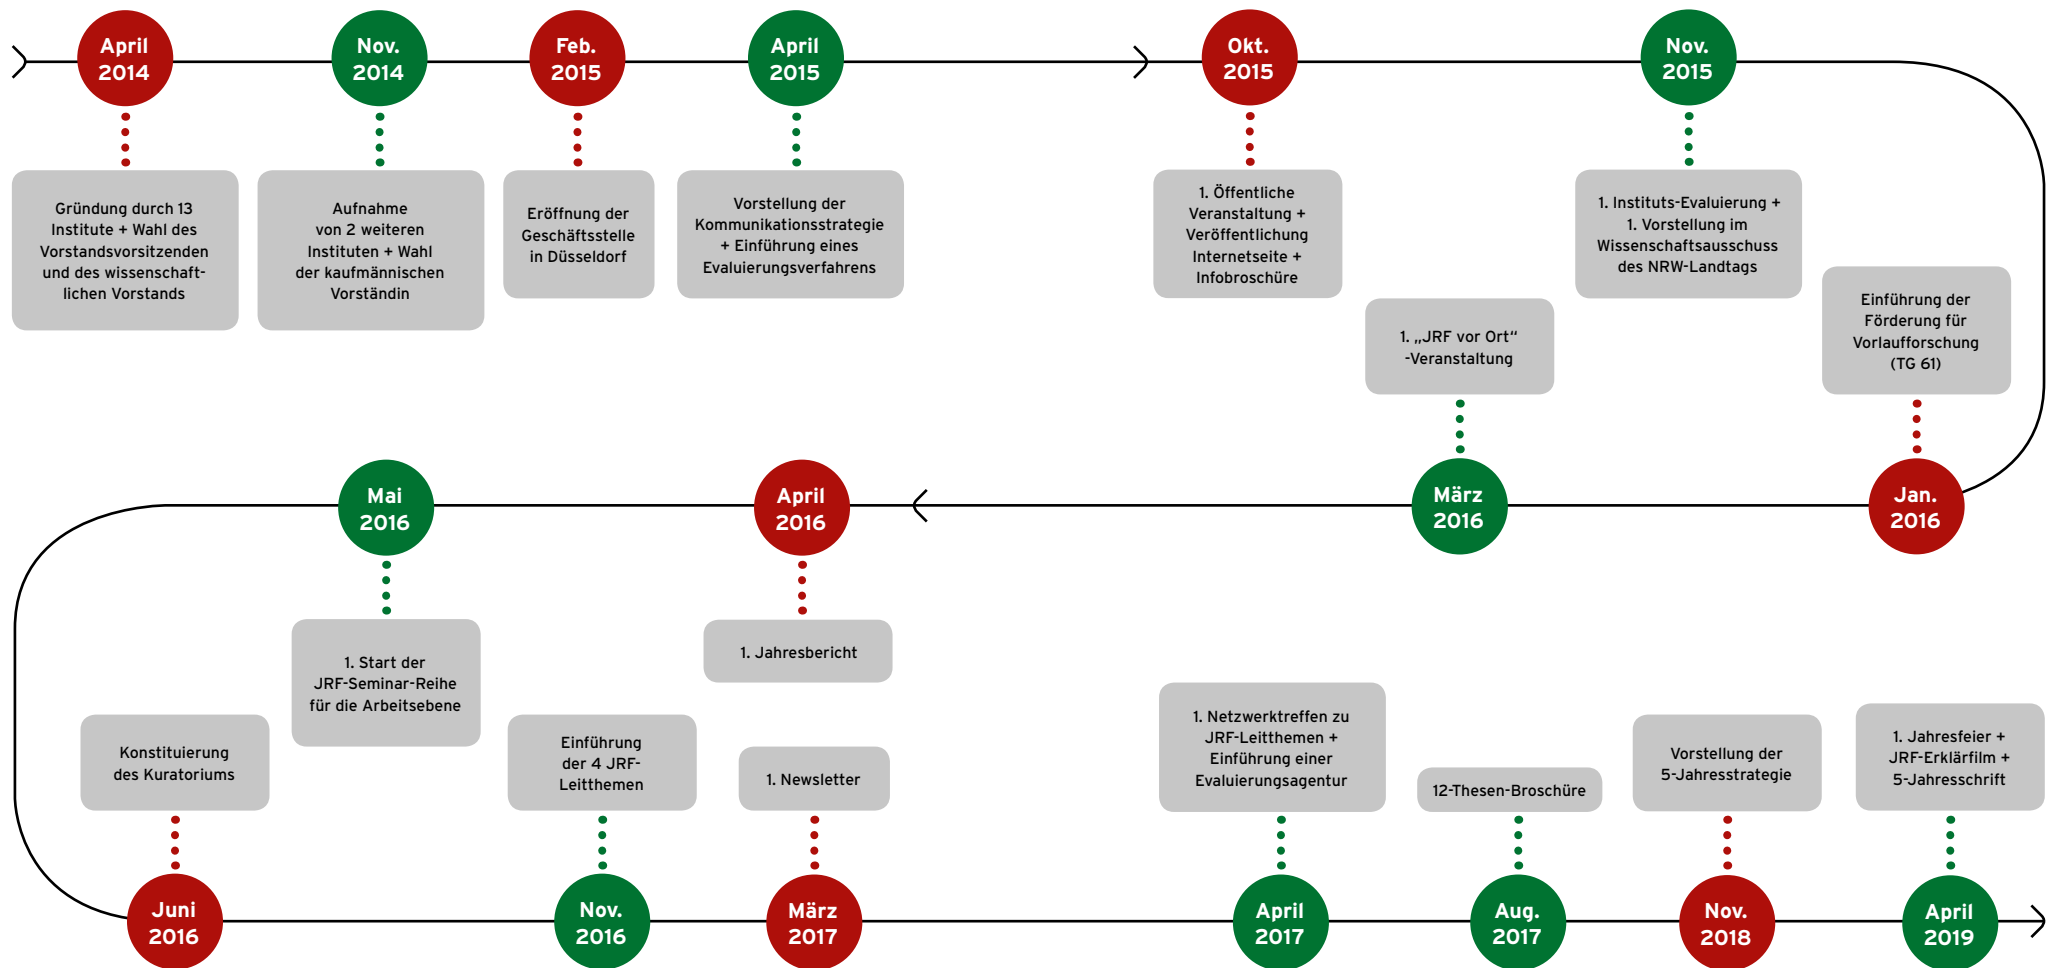 April
2014
Gründung durch 13
Institute + Wahl des
Vorstandsvorsitzenden
und des wissenschaft-
lichen Vorstands
Nov.
2014
Aufnahme
von 2 weiteren
Instituten + Wahl
der kaufmännischen
Vorständin
Feb.
2015
Eröffnung der
Geschäftsstelle
in Düsseldorf
April
2015
Vorstellung der
Kommunikationsstrategie
+ Einführung eines
Evaluierungsverfahrens
Okt.
2015
1. Öffentliche
Veranstaltung +
Veröffentlichung
Internetseite +
Infobroschüre
Nov.
2015
1. Instituts-Evaluierung +
1. Vorstellung im
Wissenschaftsausschuss
des NRW-Landtags
Einführung der
Förderung für
Vorlaufforschung
(TG 61)
Jan.
2016
1. „JRF vor Ort“
-Veranstaltung
März
2016
April
2016
1. Jahresbericht
Mai
2016
1. Start der
JRF-Seminar-Reihe
für die Arbeitsebene
Konstituierung
des Kuratoriums
Juni
2016
Einführung
der 4 JRF-
Leitthemen
Nov.
2016
1. Newsletter
März
2017
1. Netzwerktreffen zu
JRF-Leitthemen +
Einführung einer
Evaluierungsagentur
April
2017
12-Thesen-Broschüre
Aug.
2017
Vorstellung der
5-Jahresstrategie
Nov.
2018
1. Jahresfeier +
JRF-Erklärfilm +
5-Jahresschrift
April
2019